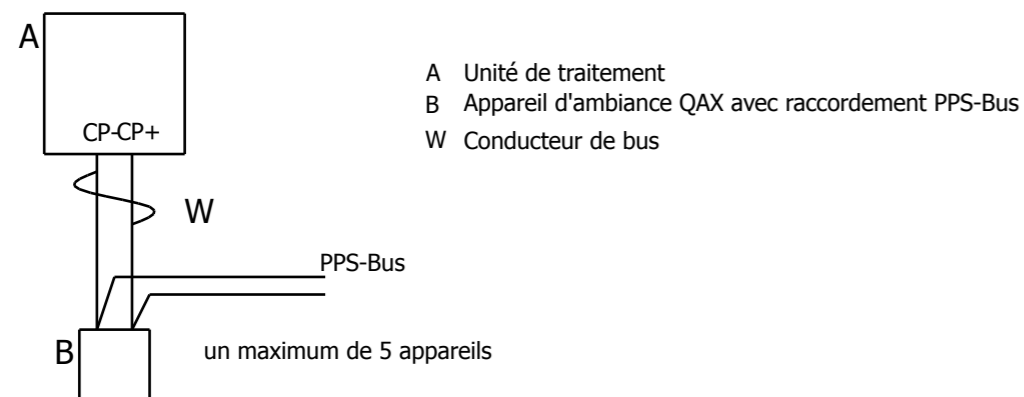 A
A Unité de traitement
B Appareil d'ambiance QAX avec raccordement PPS-Bus
CP-CP+
W Conducteur de bus
W
PPS-Bus
B
un maximum de 5 appareils